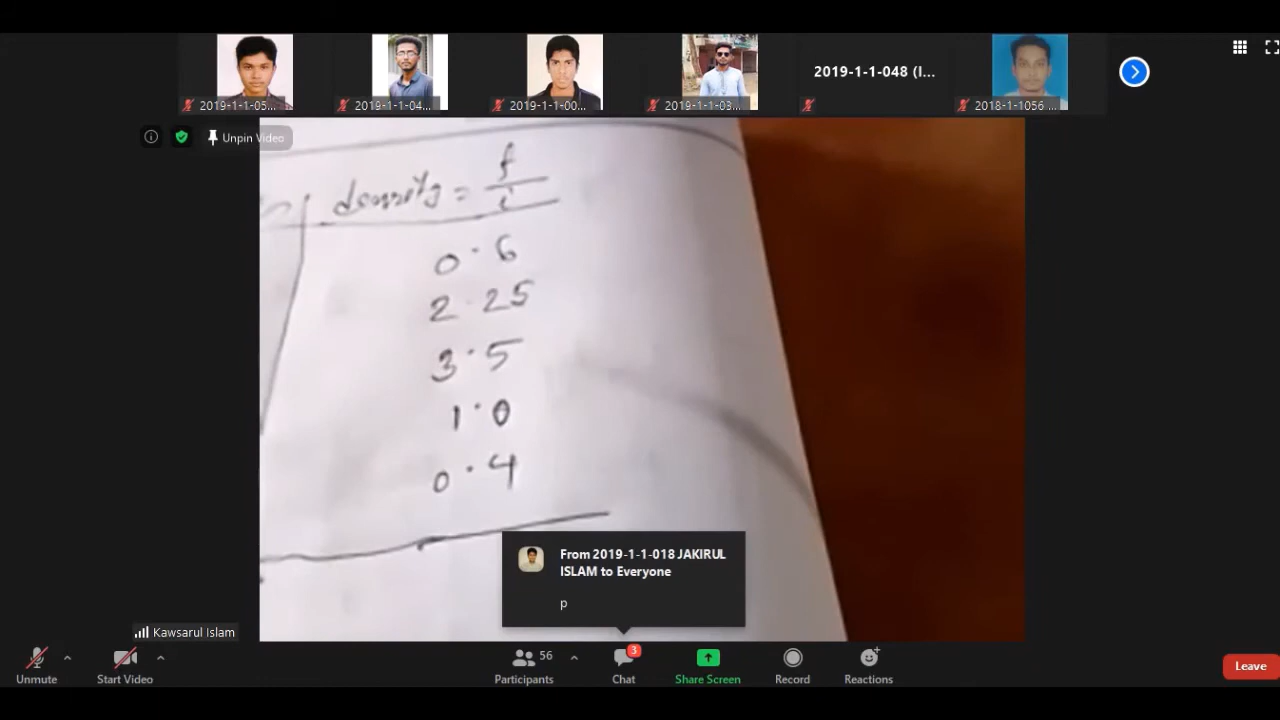 2019-1-1-05...
2019-1-1-04...
2019-1-1-00...
2019-1-1-03...
2019-1-1-048 (I...
2018-1-1056 ...
Unpin Video
density = f
i
0.6
2.25
3.5
1.0
0.4
From 2019-1-1-018 JAKIRUL
ISLAM to Everyone
p
Kawsarul Islam
Unmute
Start Video
56
Participants
3
Chat
Share Screen
Record
Reactions
Leave